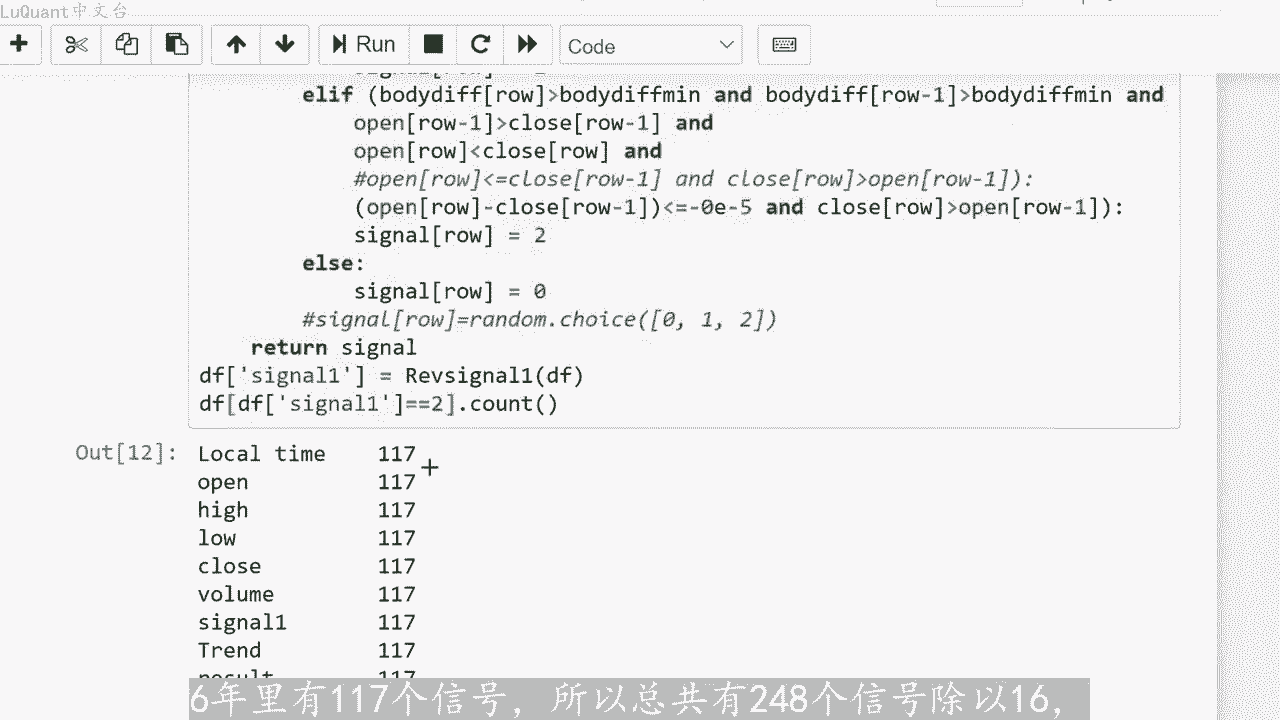 LuQuant中文台
Run
Code
elif (bodydiff[row]>bodydiffmin and bodydiff[row-1]>bodydiffmin and
open[row-1]>close[row-1] and
open[row]<close[row] and
#open[row]<=close[row-1] and close[row]>open[row-1]):
(open[row]-close[row-1])<=-0e-5 and close[row]>open[row-1]):
signal[row] = 2
else:
signal[row] = 0
#signal[row]=random.choice([0, 1, 2])
return signal
df['signal1'] = Revsignal1(df)
df[df['signal1']==2].count()
Out[12]:
Local time 117
open 117
high 117
low 117
close 117
volume 117
signal1 117
Trend 117
6年里有117个信号，所以总共有248个信号除以16，